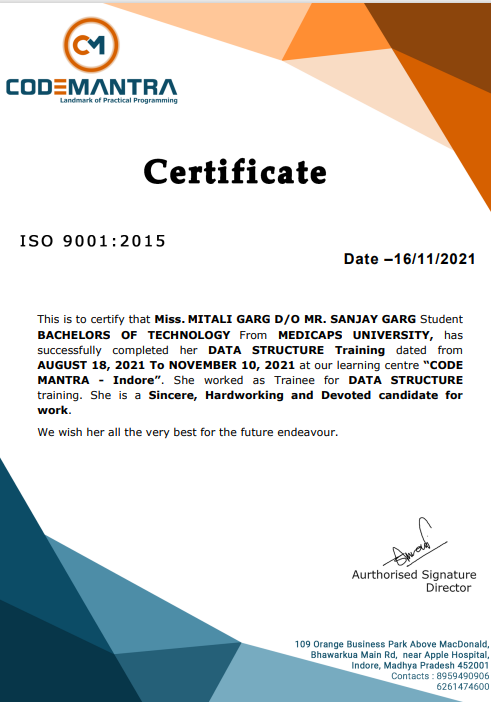 CM
CODEMANTRA
Landmark of Practical Programming
Certificate
ISO 9001:2015
Date –16/11/2021
This is to certify that Miss. MITALI GARG D/O MR. SANJAY GARG Student
BACHELORS OF TECHNOLOGY From MEDICAPS UNIVERSITY, has
successfully completed her DATA STRUCTURE Training dated from
AUGUST 18, 2021 To NOVEMBER 10, 2021 at our learning centre “CODE
MANTRA - Indore”. She worked as Trainee for DATA STRUCTURE
training. She is a Sincere, Hardworking and Devoted candidate for
work.
We wish her all the very best for the future endeavour.
Aurthorised Signature
Director
109 Orange Business Park Above MacDonald,
Bhawarkua Main Rd, near Apple Hospital,
Indore, Madhya Pradesh 452001
Contacts : 8959490906
6261474600